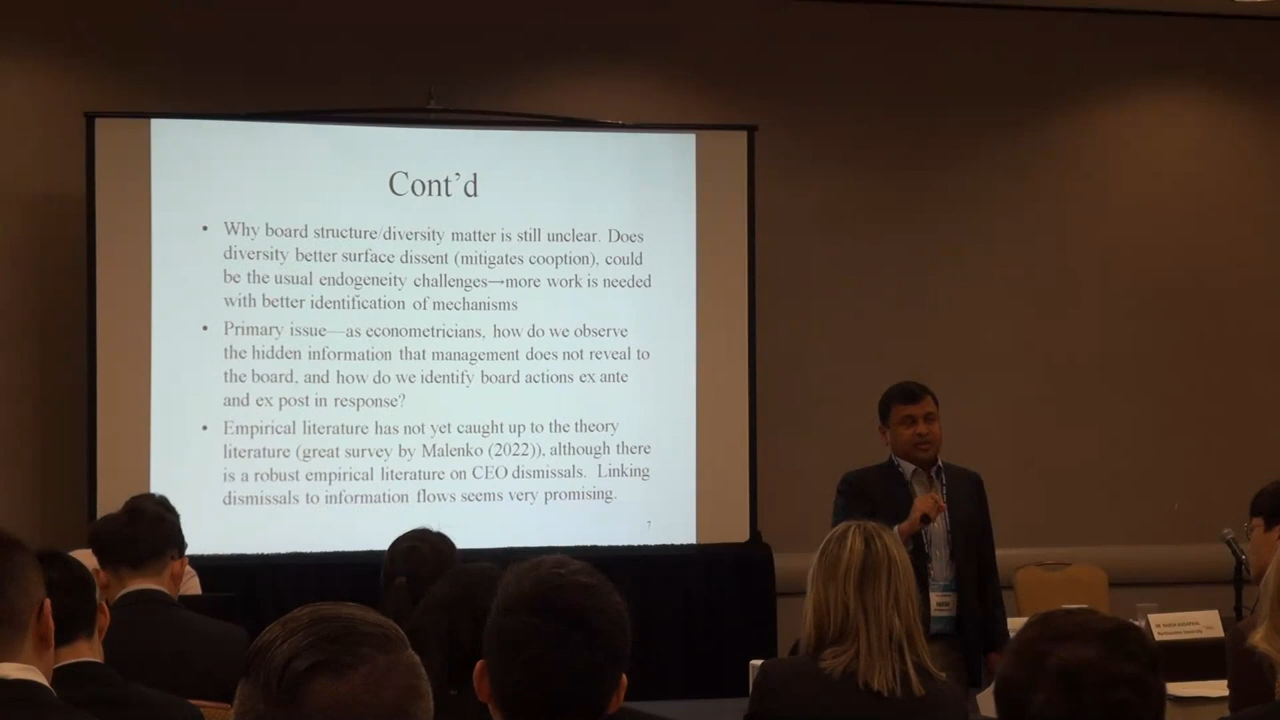 Cont'd
• Why board structure/diversity matter is still unclear. Does
diversity better surface dissent (mitigates cooption), could
be the usual endogeneity challenges→more work is needed
with better identification of mechanisms
• Primary issue—as econometricians, how do we observe
the hidden information that management does not reveal to
the board, and how do we identify board actions ex ante
and ex post in response?
• Empirical literature has not yet caught up to the theory
literature (great survey by Malenko (2022)), although there
is a robust empirical literature on CEO dismissals. Linking
dismissals to information flows seems very promising.
7
Northeastern University